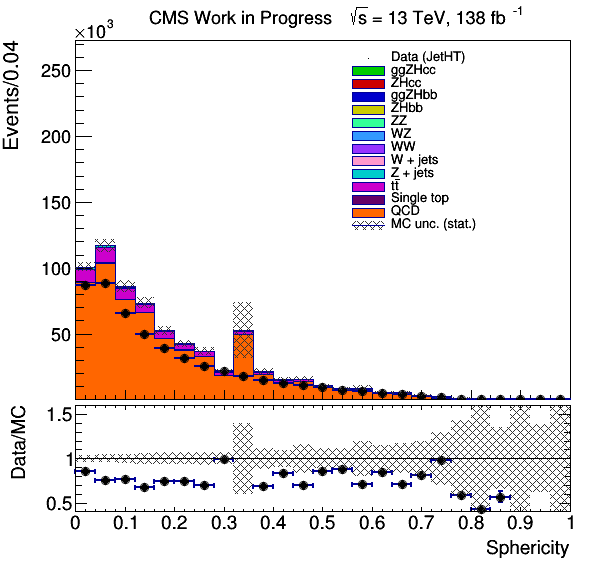 CMS Work in Progress √s = 13 TeV, 138 fb⁻¹
×10³
Events/0.04
250
200
150
100
50
Data (JetHT)
ggZHcc
ZHcc
ggZHbb
ZHbb
ZZ
WZ
WW
W + jets
Z + jets
tt̄
Single top
QCD
MC unc. (stat.)
Data/MC
1.5
1
0.5
0 0.1 0.2 0.3 0.4 0.5 0.6 0.7 0.8 0.9 1
Sphericity